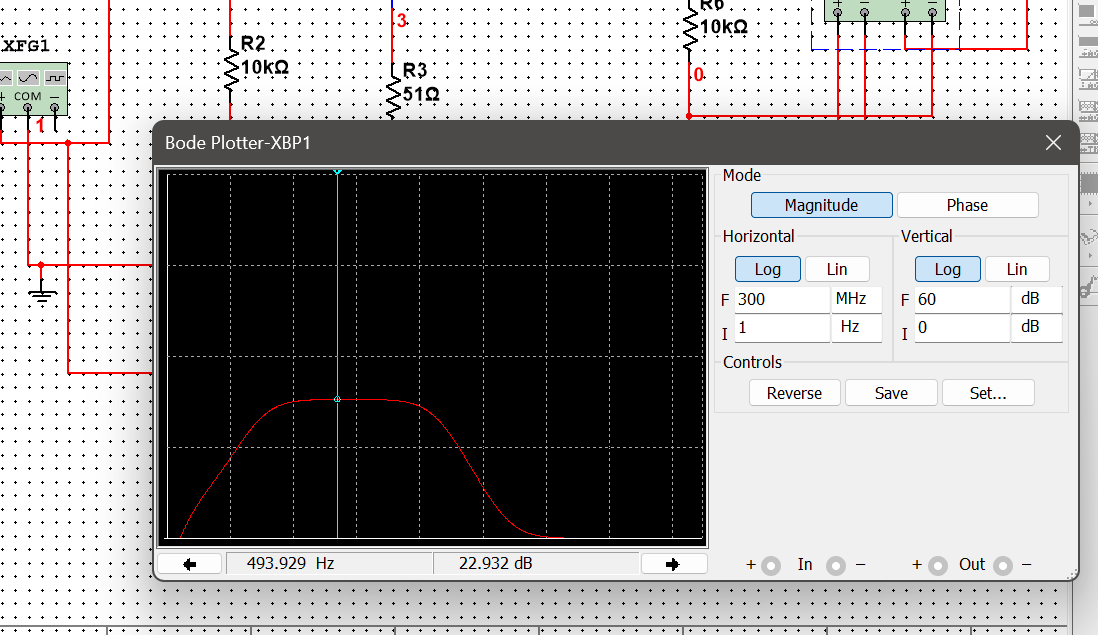 R6
10kΩ
3
XFG1
R2
10kΩ
R3
51Ω
0
+ COM −
1
+ − + −
Bode Plotter-XBP1
Mode
Magnitude Phase
Horizontal Vertical
Log Lin Log Lin
F 300 MHz F 60 dB
I 1 Hz I 0 dB
Controls
Reverse Save Set...
493.929 Hz 22.932 dB
+ In − + Out −